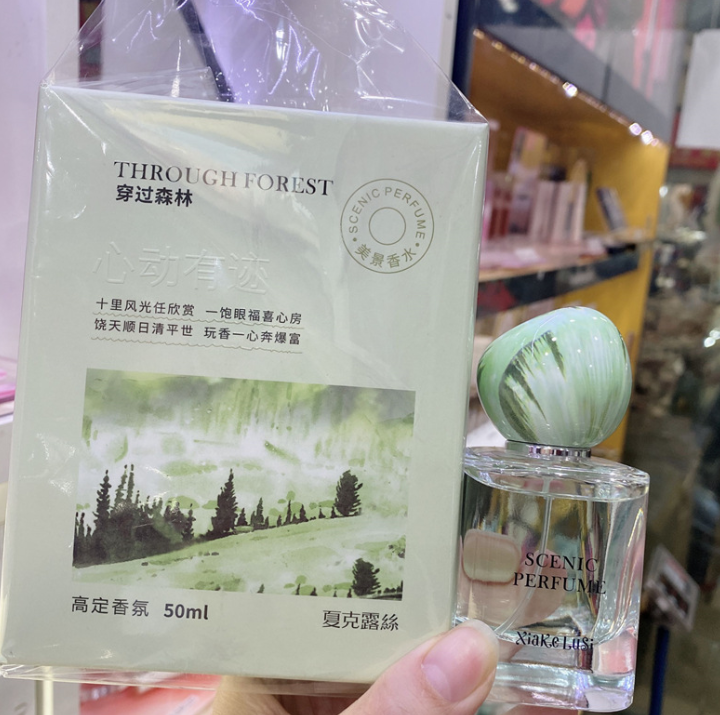 THROUGH FOREST
穿过森林
SCENIC PERFUME
美景香水
心动有迹
十里风光任欣赏 一饱眼福喜心房
饶天顺日清平世 玩香一心奔爆富
高定香氛 50ml
夏克露絲
SCENIC
PERFUME
XiaKeLuSi